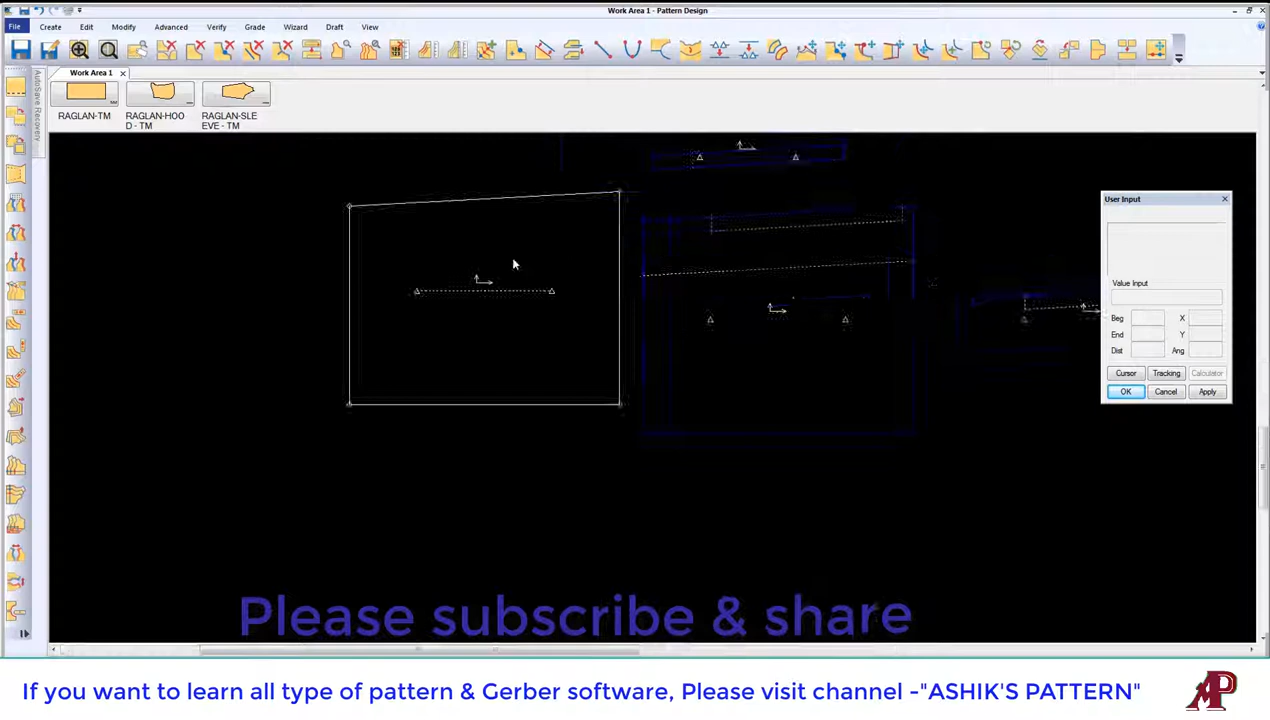 Work Area 1 - Pattern Design
File Create Edit Modify Advanced Verify Grade Wizard Draft View
Work Area 1
AutoSave Recovery
RAGLAN-TM
RAGLAN-HOO
D - TM
RAGLAN-SLE
EVE - TM
User Input
Value Input
Beg X
End Y
Dist Ang
Cursor Tracking Calculator
OK Cancel Apply
Please subscribe & share
If you want to learn all type of pattern & Gerber software, Please visit channel -"ASHIK'S PATTERN"
AP